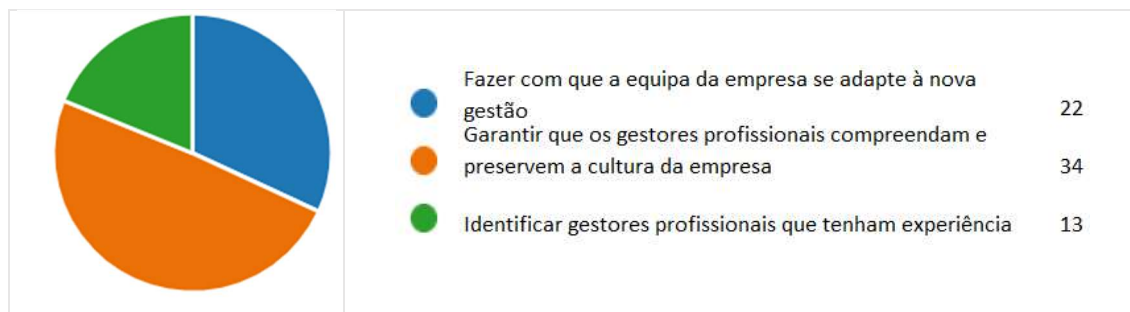 Fazer com que a equipa da empresa se adapte à nova
gestão 22
Garantir que os gestores profissionais compreendam e
preservem a cultura da empresa 34
Identificar gestores profissionais que tenham experiência 13